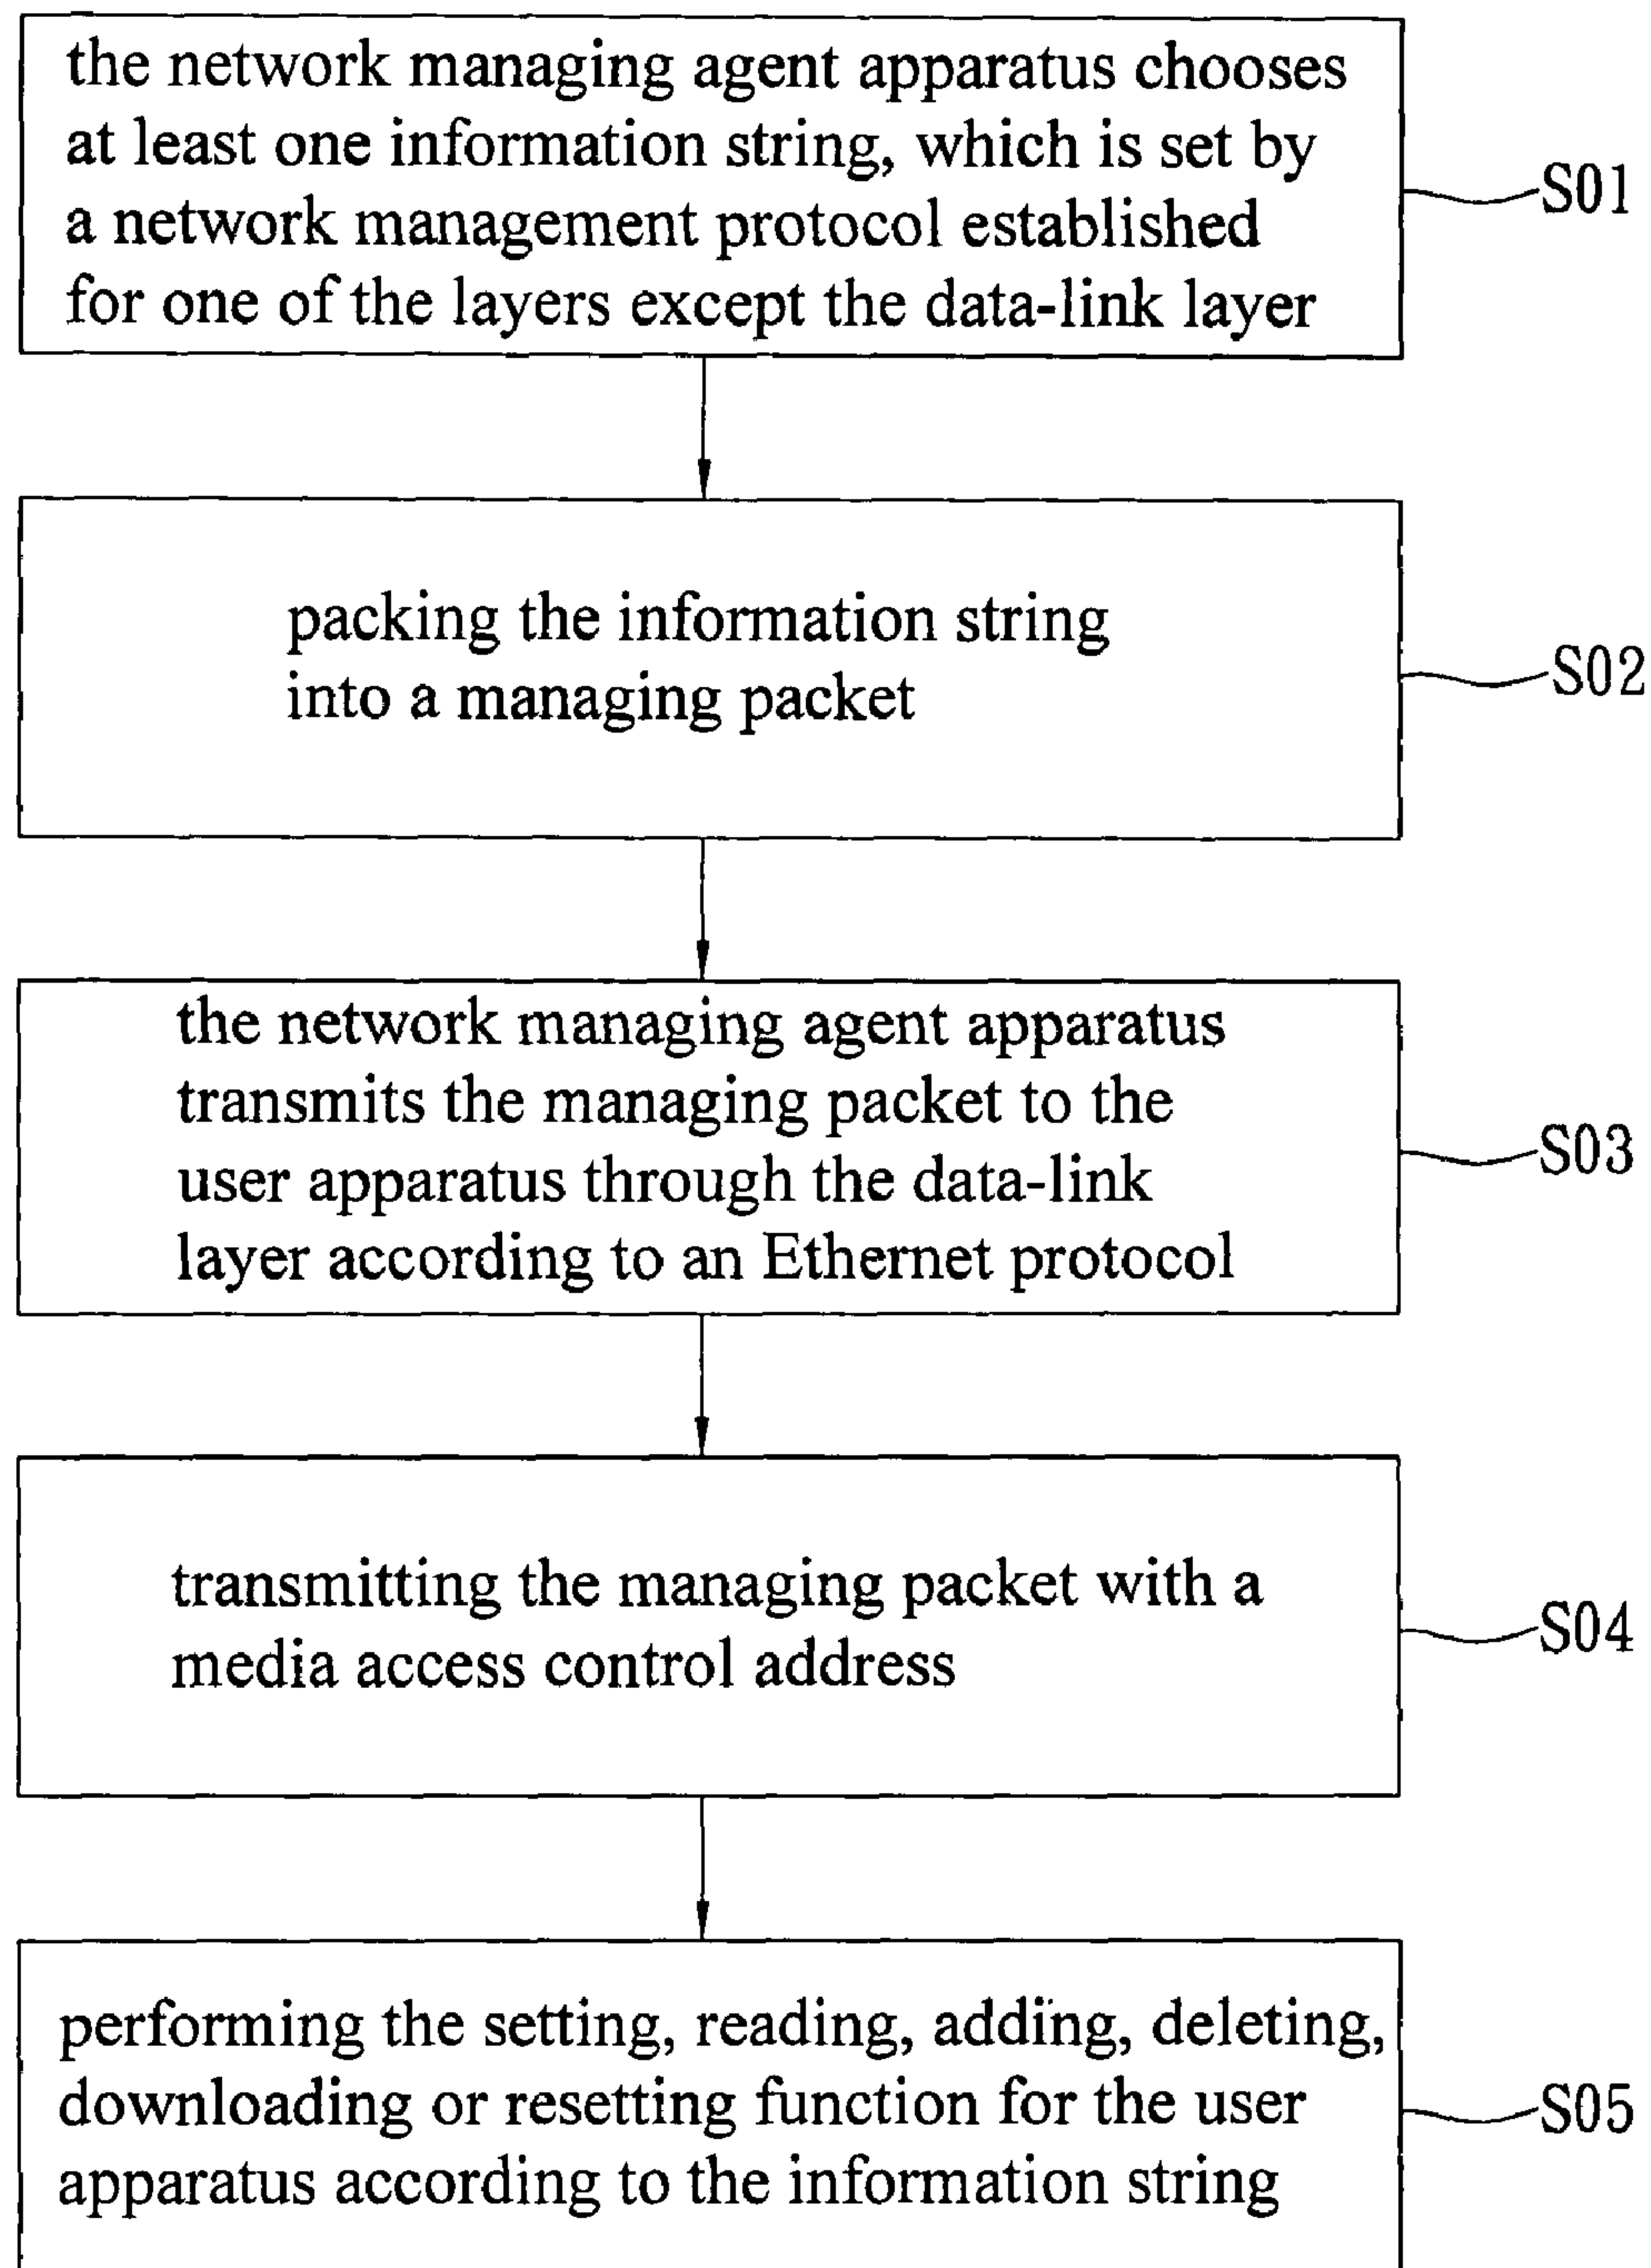 the network managing agent apparatus chooses
at least one information string, which is set by
a network management protocol established
for one of the layers except the data-link layer
S01
packing the information string
into a managing packet
S02
the network managing agent apparatus
transmits the managing packet to the
user apparatus through the data-link
layer according to an Ethernet protocol
S03
transmitting the managing packet with a
media access control address
S04
performing the setting, reading, adding, deleting,
downloading or resetting function for the user
apparatus according to the information string
S05